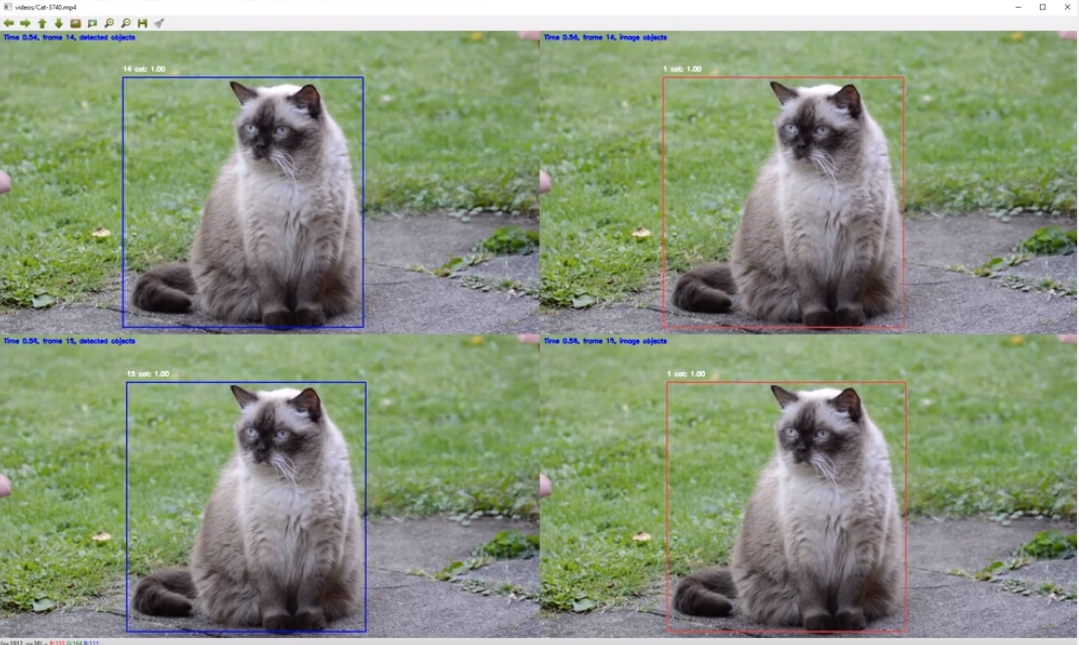 videos/Cat-3740.mp4
Time 0.54, frame 14, detected objects
Time 0.54, frame 14, image objects
14 cat: 1.00
1 cat: 1.00
Time 0.58, frame 15, detected objects
Time 0.58, frame 15, image objects
15 cat: 1.00
1 cat: 1.00